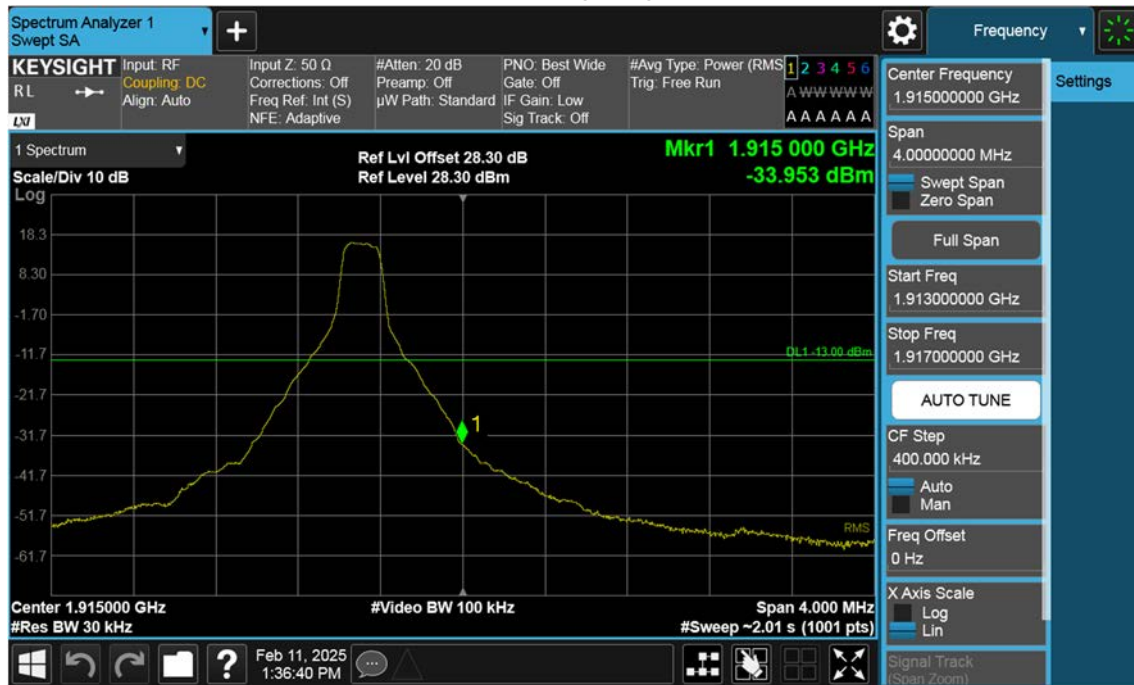 Spectrum Analyzer 1
Swept SA
Frequency
KEYSIGHT
RL
LXI
Input: RF
Coupling: DC
Align: Auto
Input Z: 50 Ω
Corrections: Off
Freq Ref: Int (S)
NFE: Adaptive
#Atten: 20 dB
Preamp: Off
µW Path: Standard
PNO: Best Wide
Gate: Off
IF Gain: Low
Sig Track: Off
#Avg Type: Power (RMS
Trig: Free Run
1 2 3 4 5 6
A W W W W W
A A A A A A
1 Spectrum
Scale/Div 10 dB
Log
Ref Lvl Offset 28.30 dB
Ref Level 28.30 dBm
Mkr1 1.915 000 GHz
-33.953 dBm
18.3
8.30
-1.70
-11.7
-21.7
-31.7
-41.7
-51.7
-61.7
DL1 -13.00 dBm
1
RMS
Center 1.915000 GHz
#Res BW 30 kHz
#Video BW 100 kHz
Span 4.000 MHz
#Sweep ~2.01 s (1001 pts)
Settings
Center Frequency
1.915000000 GHz
Span
4.00000000 MHz
Swept Span
Zero Span
Full Span
Start Freq
1.913000000 GHz
Stop Freq
1.917000000 GHz
AUTO TUNE
CF Step
400.000 kHz
Auto
Man
Freq Offset
0 Hz
X Axis Scale
Log
Lin
Signal Track
(Span Zoom)
?
Feb 11, 2025
1:36:40 PM